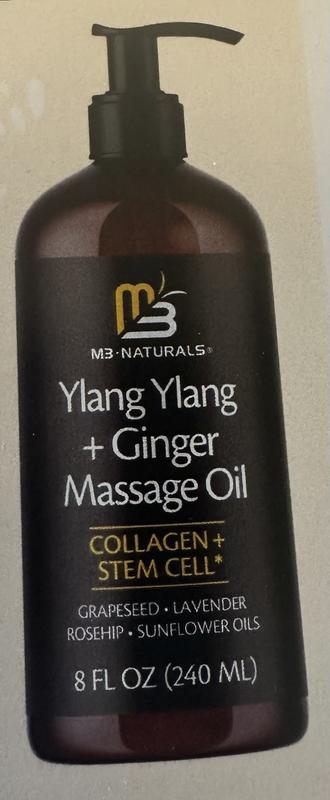 M3
M3·NATURALS®
Ylang Ylang
+ Ginger
Massage Oil
COLLAGEN +
STEM CELL*
GRAPESEED • LAVENDER
ROSEHIP • SUNFLOWER OILS
8 FL OZ (240 ML)